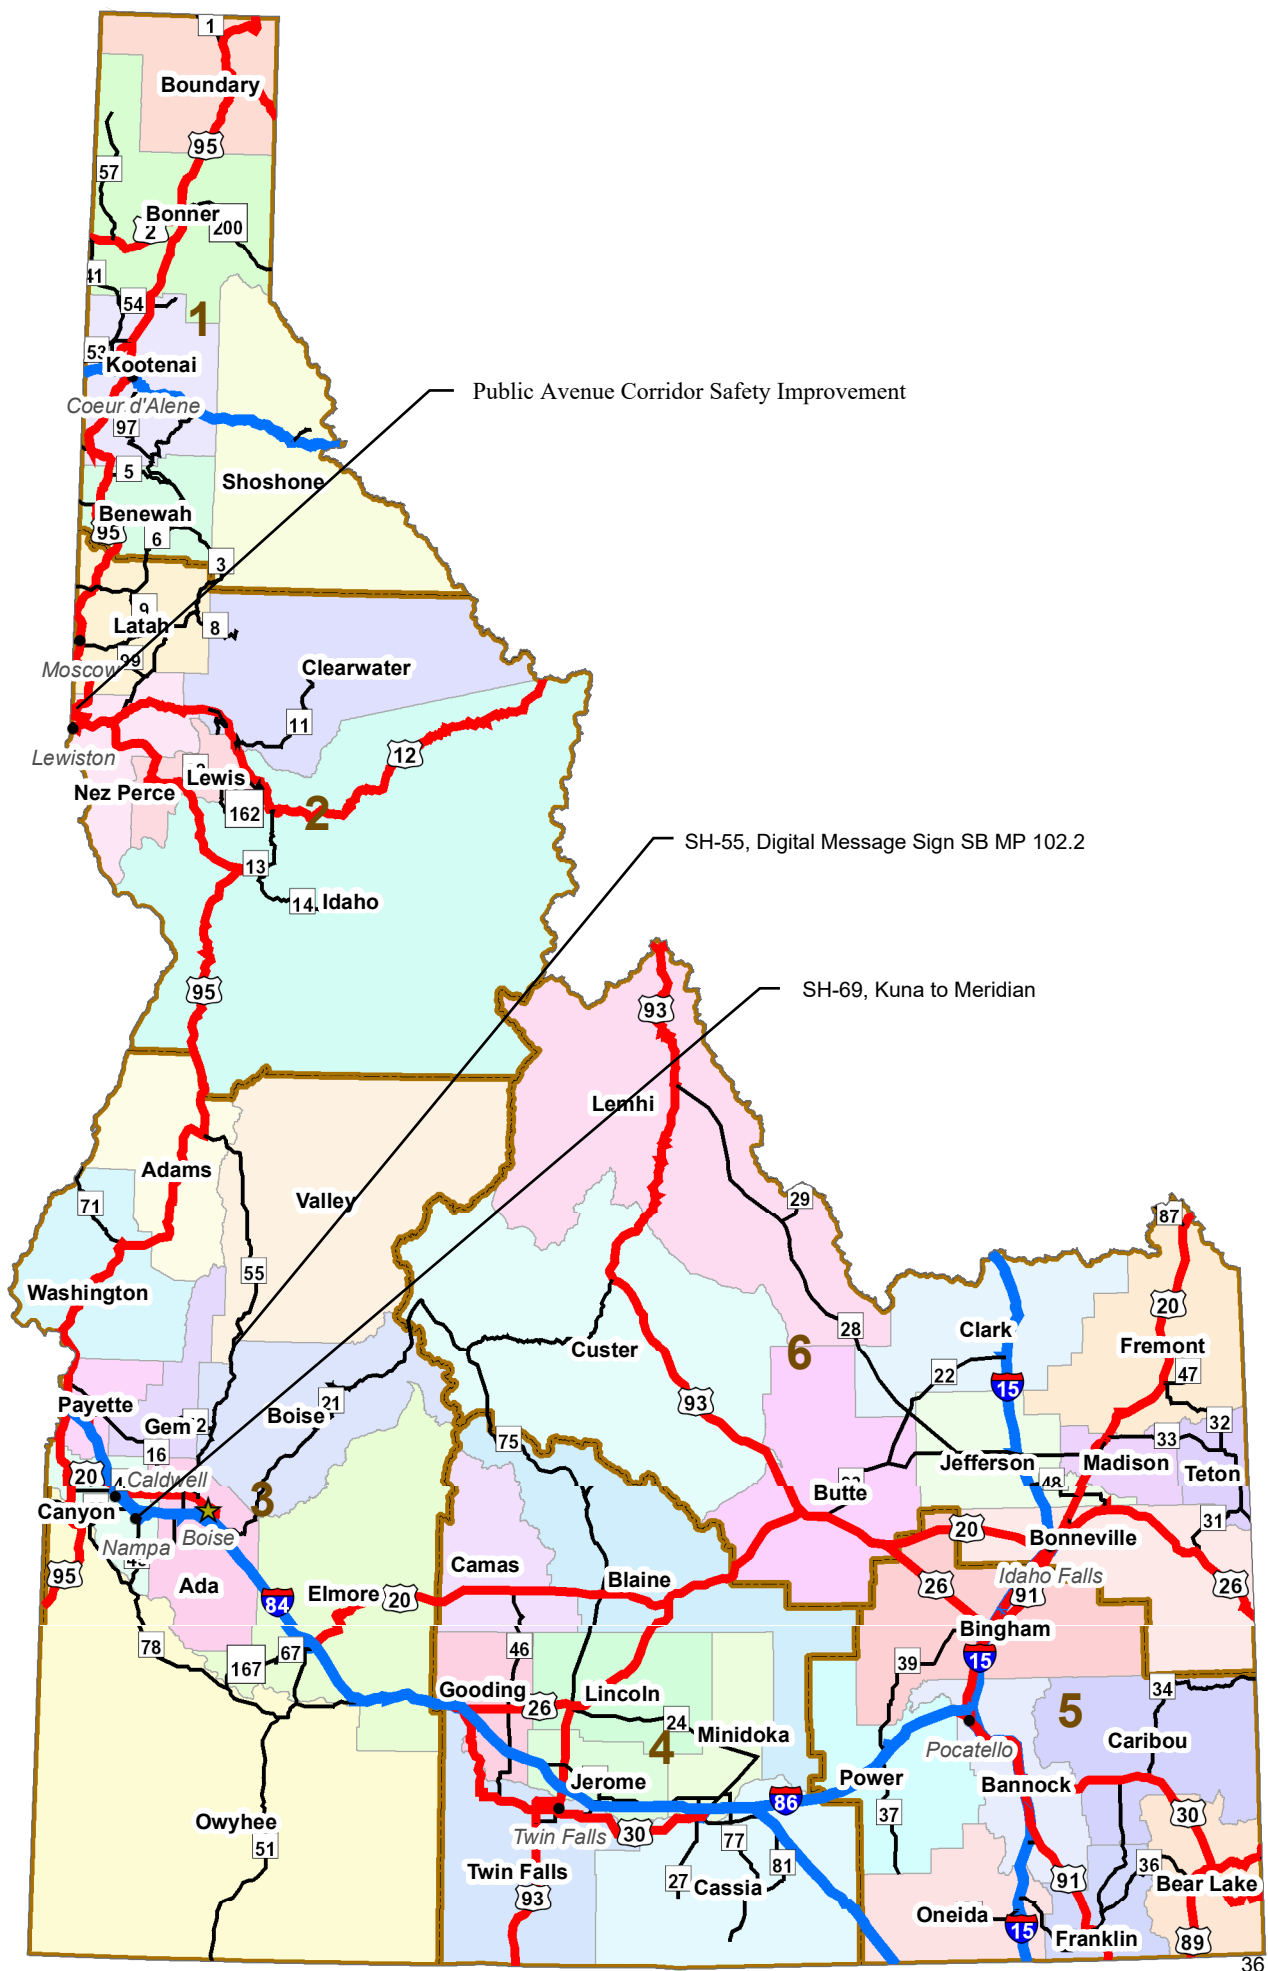 1
Boundary
95
57
Bonner
2
200
41
54
1
53
Kootenai
Public Avenue Corridor Safety Improvement
Coeur d'Alene
97
5
Shoshone
Benewah
95
6
3
9
Latah
8
99
Moscow
Clearwater
11
12
Lewiston
Lewis
Nez Perce
162
2
SH-55, Digital Message Sign SB MP 102.2
13
14
Idaho
95
SH-69, Kuna to Meridian
93
Lemhi
Adams
71
Valley
29
87
55
Washington
20
28
Clark
6
Custer
Fremont
22
47
15
Payette
21
93
Boise
Gem
32
16
75
33
20
Caldwell
Jefferson
Madison
Teton
3
48
Butte
Canyon
31
20
Nampa
Boise
Bonneville
Camas
95
Ada
Blaine
Idaho Falls
84
Elmore
20
26
91
26
Bingham
78
67
46
15
167
39
Gooding
26
Lincoln
34
24
5
4
Minidoka
Caribou
Pocatello
Jerome
Power
Bannock
86
30
37
Owyhee
Twin Falls
30
77
51
81
36
Twin Falls
27
Cassia
91
Bear Lake
93
Oneida
15
Franklin
89
36